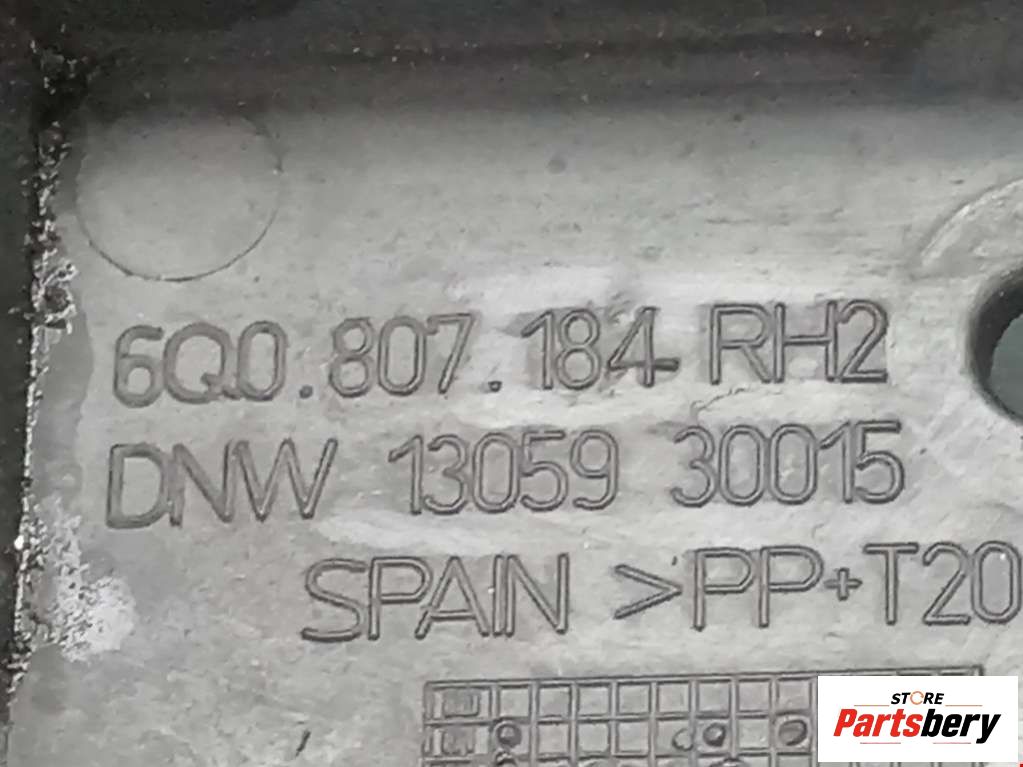 6Q0.807.184 RH2
DNW 13059 30015
SPAIN >PP+T20
STORE
Partsbery